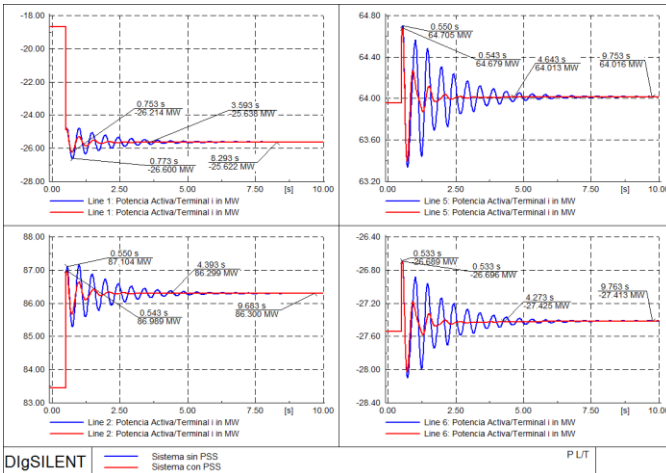 -18.00
-20.00
-22.00
-24.00
-26.00
-28.00
0.00 2.50 5.00 7.50 [s] 10.00
0.753 s
-26.214 MW
3.593 s
-25.638 MW
0.773 s
-26.600 MW
8.293 s
-25.622 MW
Line 1: Potencia Activa/Terminal i in MW
Line 1: Potencia Activa/Terminal i in MW
64.80
64.40
64.00
63.60
63.20
0.00 2.50 5.00 7.50 [s] 10.00
0.550 s
64.705 MW
0.543 s
64.679 MW
4.643 s
64.013 MW
9.753 s
64.016 MW
Line 5: Potencia Activa/Terminal i in MW
Line 5: Potencia Activa/Terminal i in MW
88.00
87.00
86.00
85.00
84.00
83.00
0.00 2.50 5.00 7.50 [s] 10.00
0.550 s
87.104 MW
4.393 s
86.299 MW
0.543 s
86.989 MW
9.683 s
86.300 MW
Line 2: Potencia Activa/Terminal i in MW
Line 2: Potencia Activa/Terminal i in MW
-26.40
-26.80
-27.20
-27.60
-28.00
-28.40
0.00 2.50 5.00 7.50 [s] 10.00
0.533 s
-26.689 MW
0.533 s
-26.696 MW
4.273 s
-27.428 MW
9.763 s
-27.413 MW
Line 6: Potencia Activa/Terminal i in MW
Line 6: Potencia Activa/Terminal i in MW
DIgSILENT
Sistema sin PSS
Sistema con PSS
P L/T